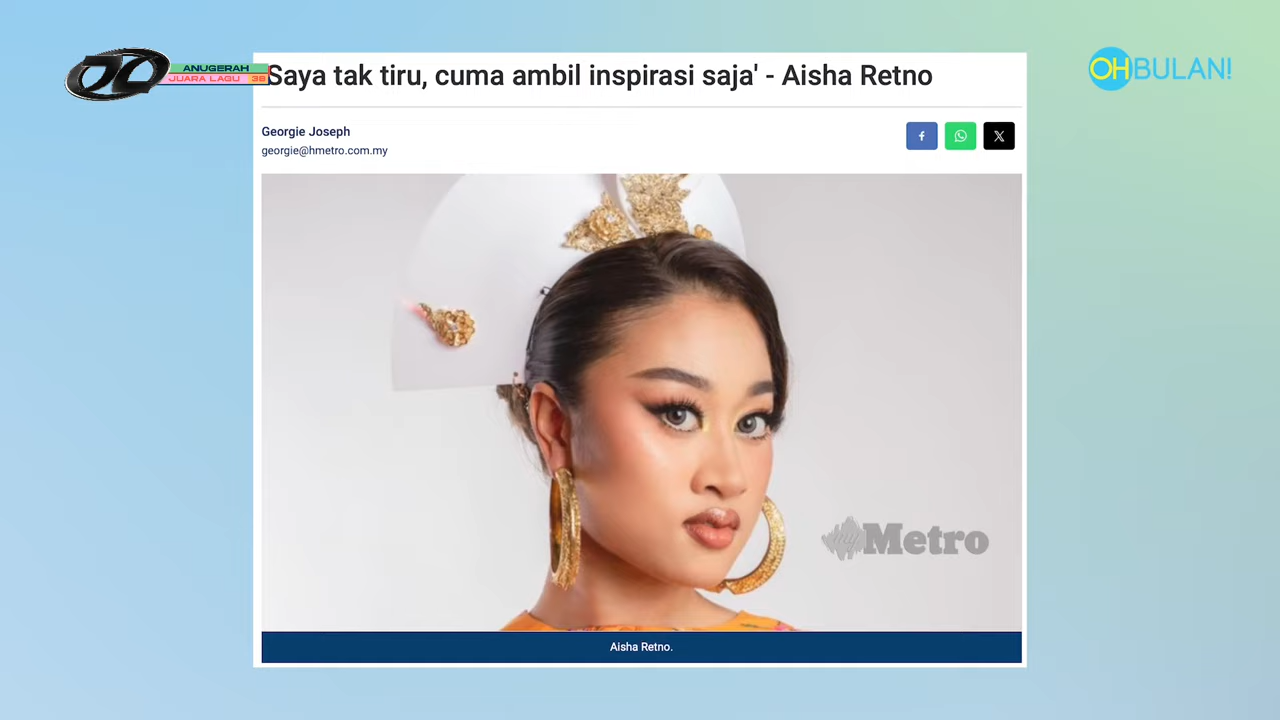 ANUGERAH
JUARA LAGU 38
OHBULAN!
'Saya tak tiru, cuma ambil inspirasi saja' - Aisha Retno
Georgie Joseph
georgie@hmetro.com.my
my Metro
Aisha Retno.